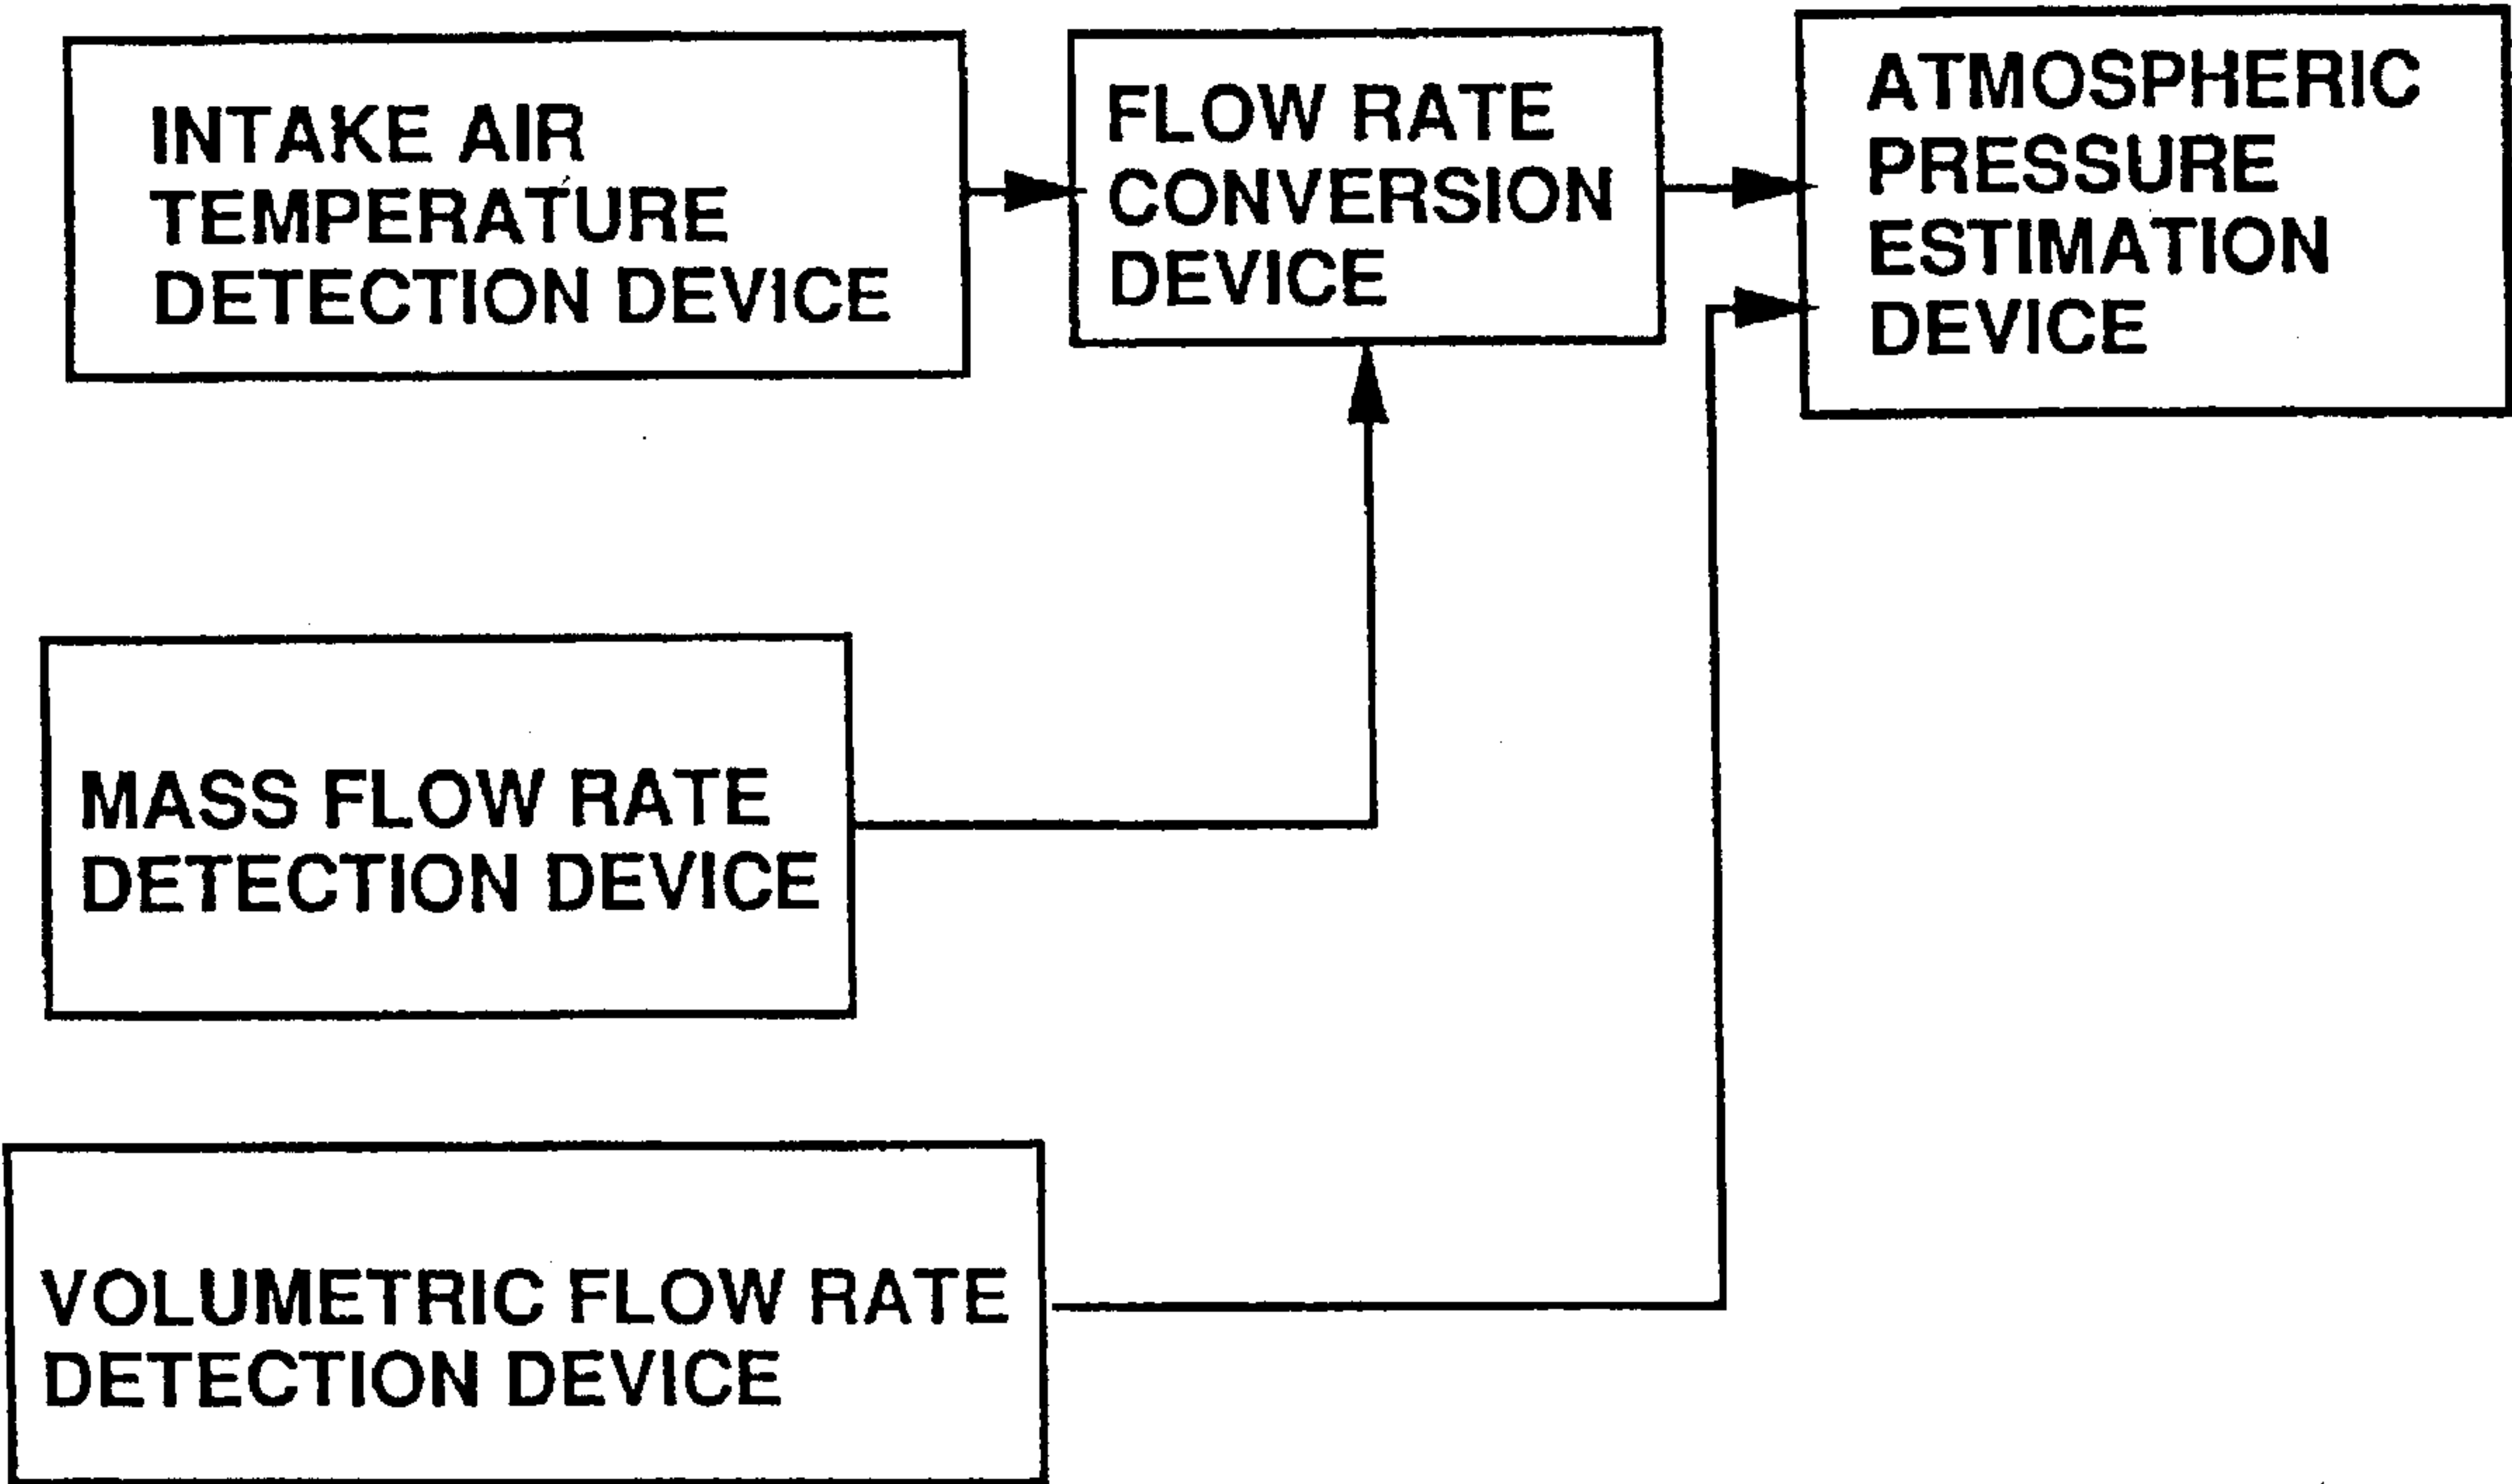 INTAKE AIR
TEMPERATURE
DETECTION DEVICE
FLOW RATE
CONVERSION
DEVICE
ATMOSPHERIC
PRESSURE
ESTIMATION
DEVICE
MASS FLOW RATE
DETECTION DEVICE
VOLUMETRIC FLOW RATE
DETECTION DEVICE